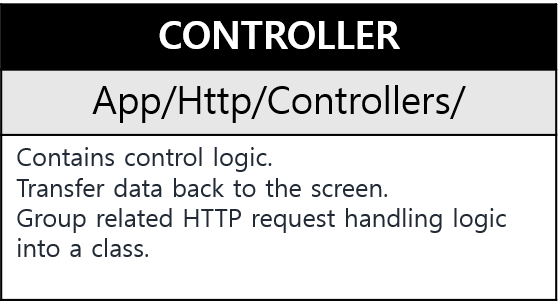 CONTROLLER
App/Http/Controllers/
Contains control logic.
Transfer data back to the screen.
Group related HTTP request handling logic
into a class.